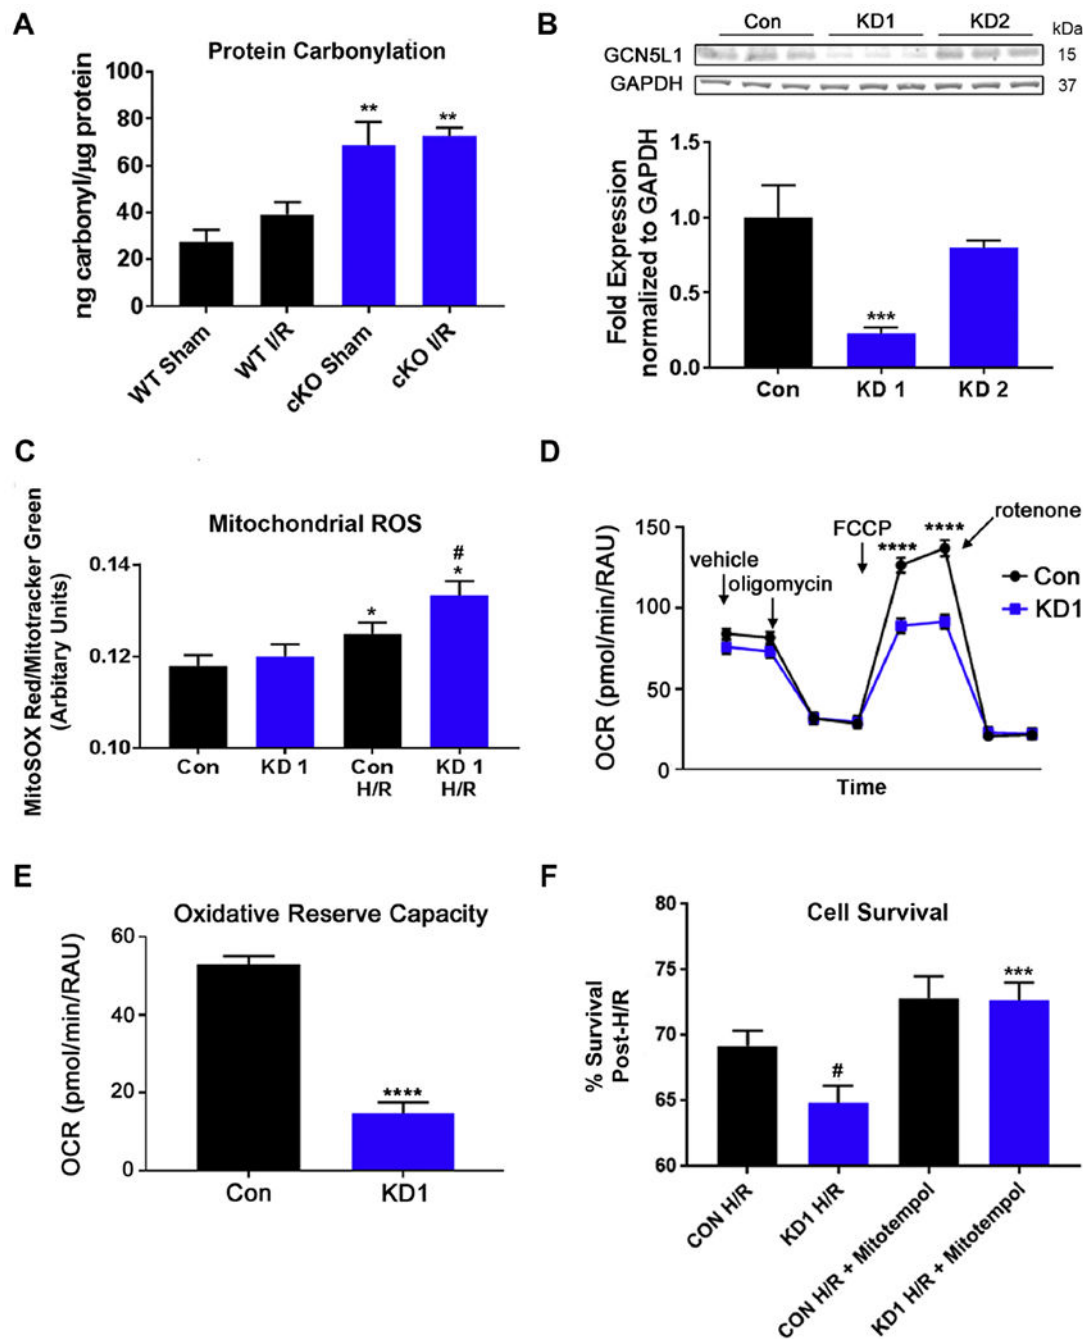 A
Protein Carbonylation
ng carbonyl/µg protein
100
80
60
40
20
0
**
**
WT Sham
WT I/R
cKO Sham
cKO I/R
B
Con
KD1
KD2
kDa
GCN5L1
15
GAPDH
37
Fold Expression
normalized to GAPDH
1.5
1.0
0.5
0.0
***
Con
KD 1
KD 2
C
Mitochondrial ROS
MitoSOX Red/Mitotracker Green
(Arbitary Units)
0.14
0.12
0.10
*
#
*
Con
KD 1
Con
H/R
KD 1
H/R
D
OCR (pmol/min/RAU)
150
100
50
0
vehicle
oligomycin
FCCP
****
****
rotenone
Con
KD1
Time
E
Oxidative Reserve Capacity
OCR (pmol/min/RAU)
60
40
20
0
****
Con
KD1
F
Cell Survival
% Survival
Post-H/R
80
75
70
65
60
#
***
CON H/R
KD1 H/R
CON H/R + Mitotempol
KD1 H/R + Mitotempol